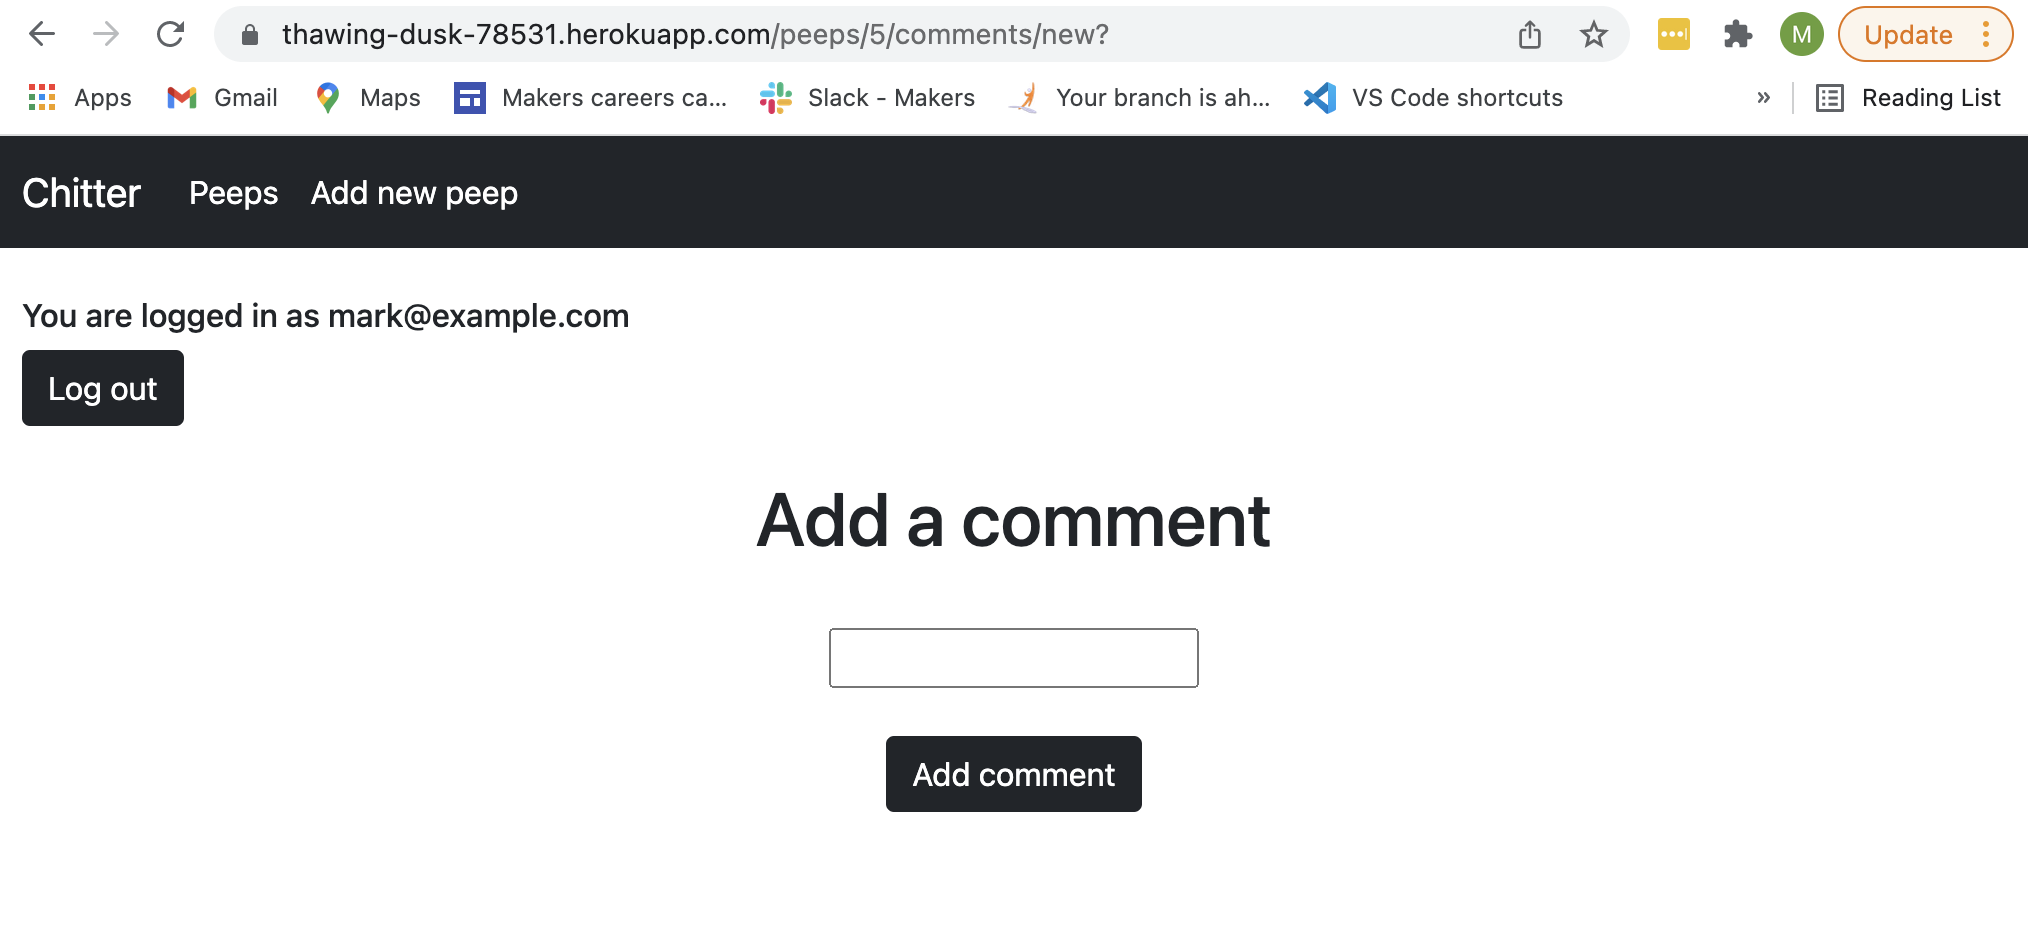 thawing-dusk-78531.herokuapp.com/peeps/5/comments/new?
M
Update
Apps
Gmail
Maps
Makers careers ca...
Slack - Makers
Your branch is ah...
VS Code shortcuts
»
Reading List
Chitter
Peeps
Add new peep
You are logged in as mark@example.com
Log out
Add a comment
Add comment